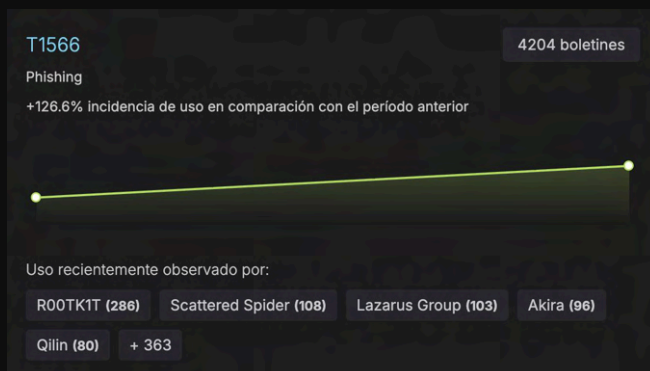 T1566
4204 boletines
Phishing
+126.6% incidencia de uso en comparación con el período anterior
Uso recientemente observado por:
R00TK1T (286) Scattered Spider (108) Lazarus Group (103) Akira (96)
Qilin (80) + 363